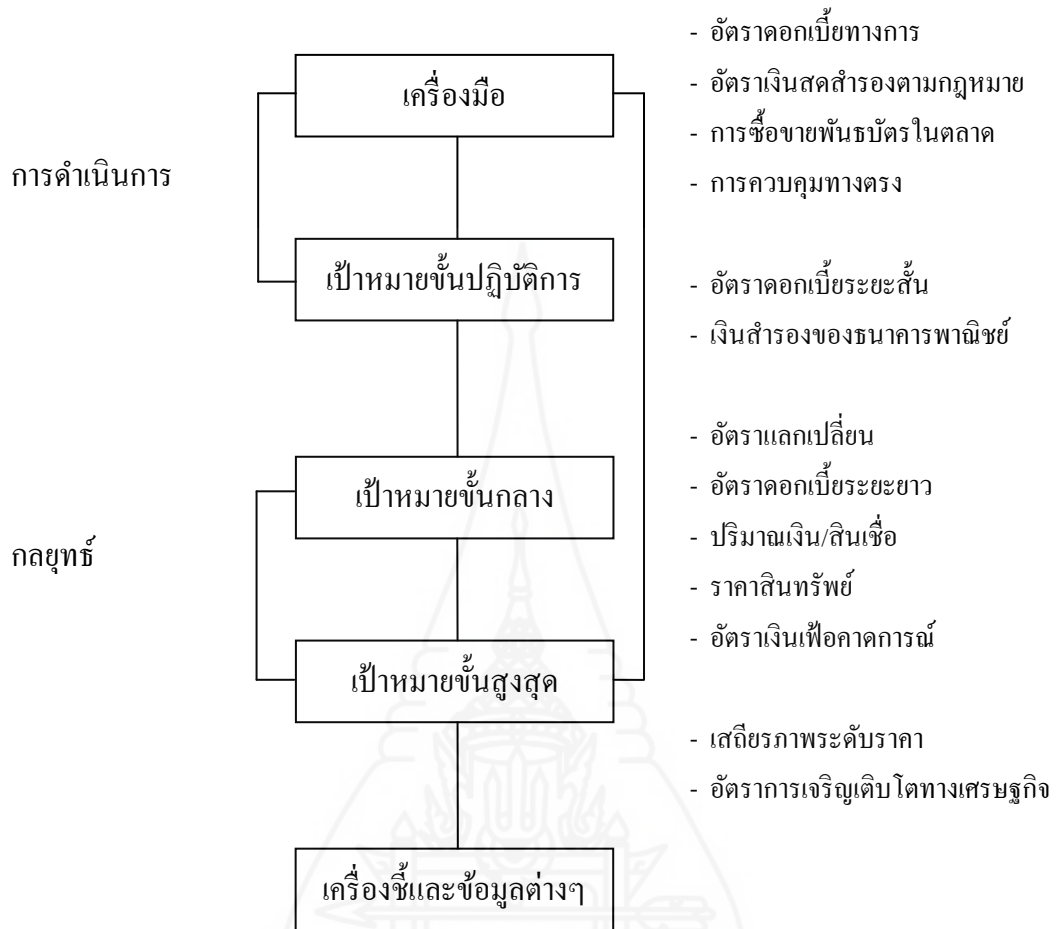 - อัตราดอกเบี้ยทางการ
เครื่องมือ
- อัตราเงินสดสำรองตามกฎหมาย
- การซื้อขายพันธบัตรในตลาด
การดำเนินการ
- การควบคุมทางตรง
เป้าหมายขั้นปฏิบัติการ
- อัตราดอกเบี้ยระยะสั้น
- เงินสำรองของธนาคารพาณิชย์
- อัตราแลกเปลี่ยน
เป้าหมายขั้นกลาง
- อัตราดอกเบี้ยระยะยาว
- ปริมาณเงิน/สินเชื่อ
กลยุทธ์
- ราคาสินทรัพย์
- อัตราเงินเฟ้อคาดการณ์
เป้าหมายขั้นสูงสุด
- เสถียรภาพระดับราคา
- อัตราการเจริญเติบโตทางเศรษฐกิจ
เครื่องชี้และข้อมูลต่างๆ